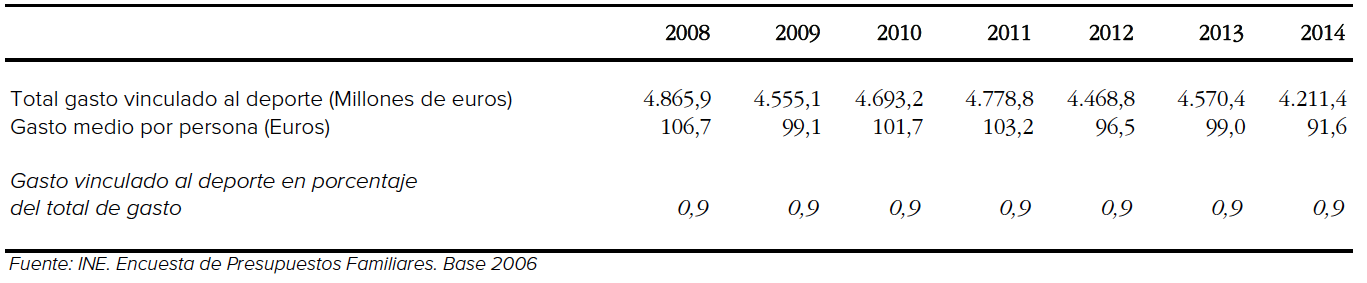 2008 2009 2010 2011 2012 2013 2014
Total gasto vinculado al deporte (Millones de euros) 4.865,9 4.555,1 4.693,2 4.778,8 4.468,8 4.570,4 4.211,4
Gasto medio por persona (Euros) 106,7 99,1 101,7 103,2 96,5 99,0 91,6
Gasto vinculado al deporte en porcentaje
del total de gasto 0,9 0,9 0,9 0,9 0,9 0,9 0,9
Fuente: INE. Encuesta de Presupuestos Familiares. Base 2006